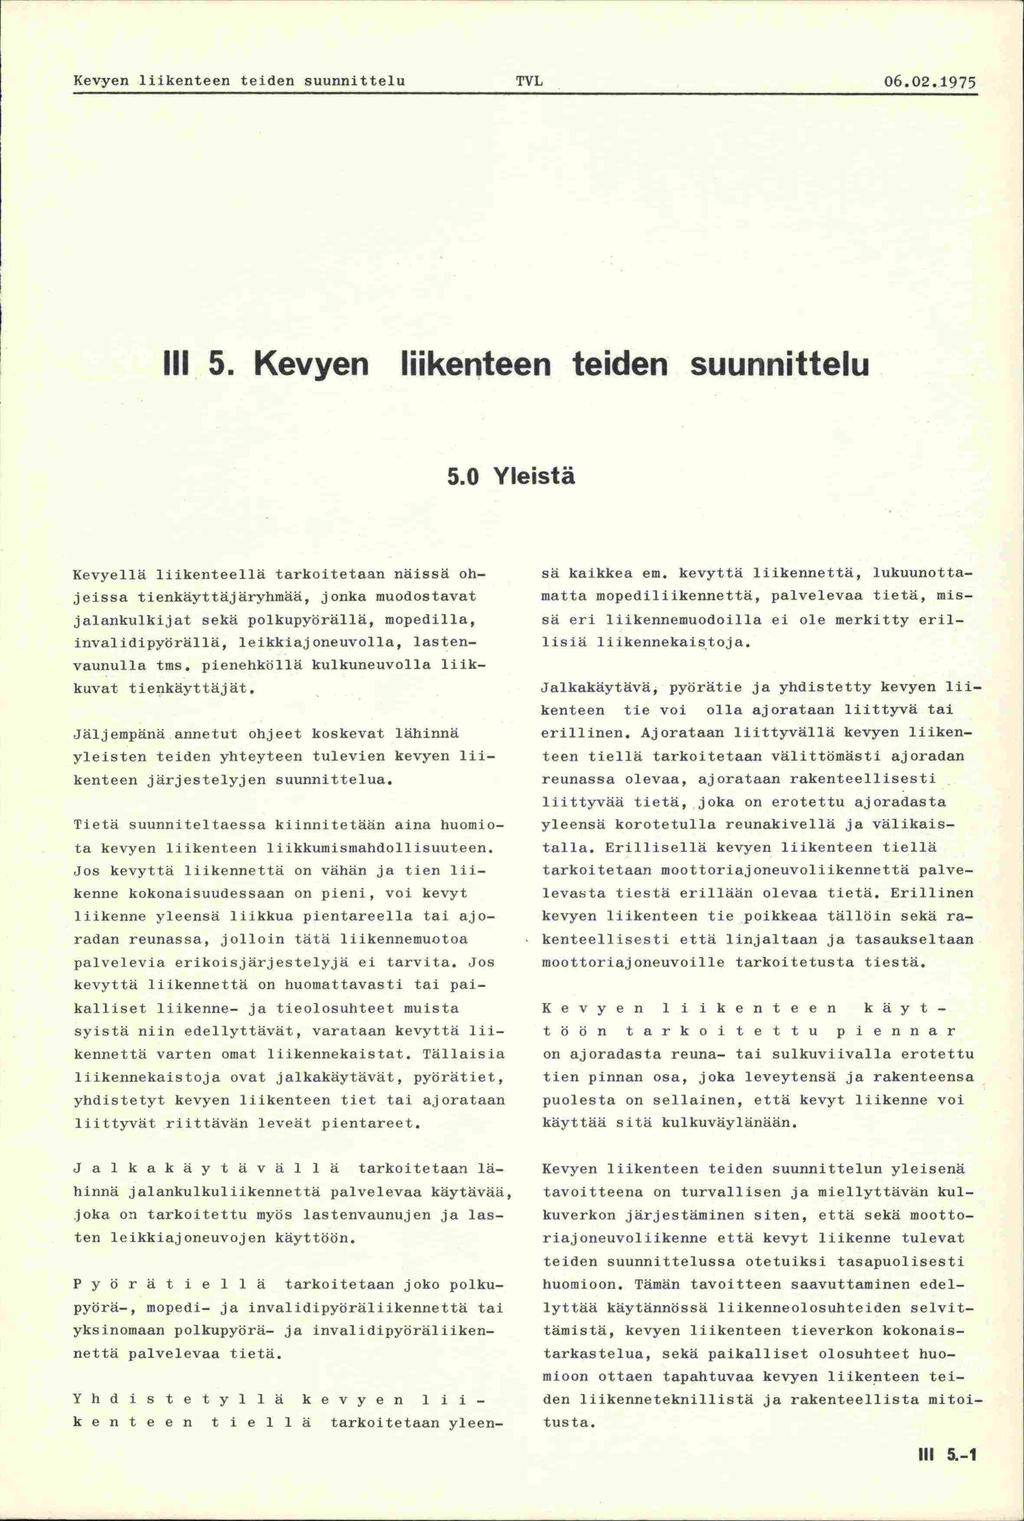 Kevyen liikenteen teiden suunnittelu TVL 06.02.1975
III 5. Kevyen liikenteen teiden suunnittelu
5.0 Yleistä
Kevyellä liikenteellä tarkoitetaan näissä oh-
jeissa tienkäyttäjäryhmää, jonka muodostavat
jalankulkijat sekä polkupyörällä, mopedilla,
invalidipyörällä, leikkiajoneuvolla, lasten-
vaunulla tms. pienehköllä kulkuneuvolla liik-
kuvat tienkäyttäjät.
Jäljempänä annetut ohjeet koskevat lähinnä
yleisten teiden yhteyteen tulevien kevyen lii-
kenteen järjestelyjen suunnittelua.
Tietä suunniteltaessa kiinnitetään aina huomio-
ta kevyen liikenteen liikkumismahdollisuuteen.
Jos kevyttä liikennettä on vähän ja tien lii-
kenne kokonaisuudessaan on pieni, voi kevyt
liikenne yleensä liikkua pientareella tai ajo-
radan reunassa, jolloin tätä liikennemuotoa
palvelevia erikoisjärjestelyjä ei tarvita. Jos
kevyttä liikennettä on huomattavasti tai pai-
kalliset liikenne- ja tieolosuhteet muista
syistä niin edellyttävät, varataan kevyttä lii-
kennettä varten omat liikennekaistat. Tällaisia
liikennekaistoja ovat jalkakäytävät, pyörätiet,
yhdistetyt kevyen liikenteen tiet tai ajorataan
liittyvät riittävän leveät pientareet.
J a l k a k ä y t ä v ä l l ä tarkoitetaan lä-
hinnä jalankulkuliikennettä palvelevaa käytävää,
joka on tarkoitettu myös lastenvaunujen ja las-
ten leikkiajoneuvojen käyttöön.
P y ö r ä t i e l l ä tarkoitetaan joko polku-
pyörä-, mopedi- ja invalidipyöräliikennettä tai
yksinomaan polkupyörä- ja invalidipyöräliiken-
nettä palvelevaa tietä.
Y h d i s t e t y l l ä k e v y e n l i i -
k e n t e e n t i e l l ä tarkoitetaan yleen-
sä kaikkea em. kevyttä liikennettä, lukuunotta-
matta mopediliikennettä, palvelevaa tietä, mis-
sä eri liikennemuodoilla ei ole merkitty eril-
lisiä liikennekaistoja.
Jalkakäytävä, pyörätie ja yhdistetty kevyen lii-
kenteen tie voi olla ajorataan liittyvä tai
erillinen. Ajorataan liittyvällä kevyen liiken-
teen tiellä tarkoitetaan välittömästi ajoradan
reunassa olevaa, ajorataan rakenteellisesti
liittyvää tietä, joka on erotettu ajoradasta
yleensä korotetulla reunakivellä ja välikais-
talla. Erillisellä kevyen liikenteen tiellä
tarkoitetaan moottoriajoneuvoliikennettä palve-
levasta tiestä erillään olevaa tietä. Erillinen
kevyen liikenteen tie poikkeaa tällöin sekä ra-
kenteellisesti että linjaltaan ja tasaukseltaan
moottoriajoneuvoille tarkoitetusta tiestä.
K e v y e n l i i k e n t e e n k ä y t -
t ö ö n t a r k o i t e t t u p i e n n a r
on ajoradasta reuna- tai sulkuviivalla erotettu
tien pinnan osa, joka leveytensä ja rakenteensa
puolesta on sellainen, että kevyt liikenne voi
käyttää sitä kulkuväylänään.
Kevyen liikenteen teiden suunnittelun yleisenä
tavoitteena on turvallisen ja miellyttävän kul-
kuverkon järjestäminen siten, että sekä mootto-
riajoneuvoliikenne että kevyt liikenne tulevat
teiden suunnittelussa otetuiksi tasapuolisesti
huomioon. Tämän tavoitteen saavuttaminen edel-
lyttää käytännössä liikenneolosuhteiden selvit-
tämistä, kevyen liikenteen tieverkon kokonais-
tarkastelua, sekä paikalliset olosuhteet huo-
mioon ottaen tapahtuvaa kevyen liikenteen tei-
den liikenneteknillistä ja rakenteellista mitoi-
tusta.
III 5.-1